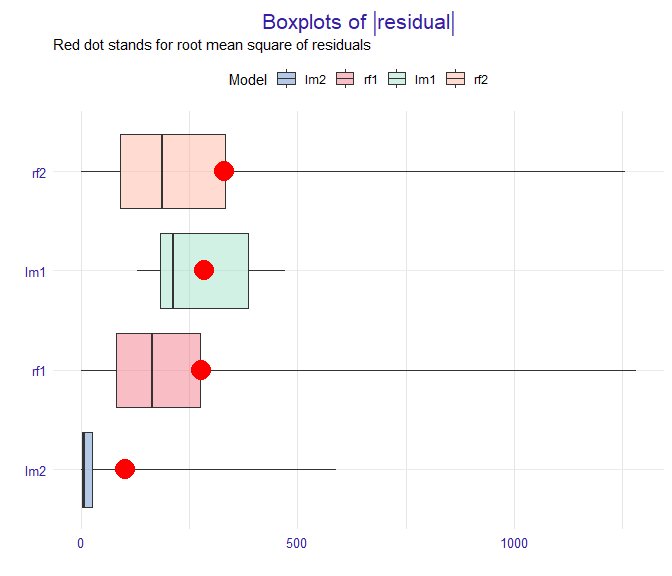 Boxplots of |residual|
Red dot stands for root mean square of residuals
Model lm2 rf1 lm1 rf2
rf2
lm1
rf1
lm2
0 500 1000